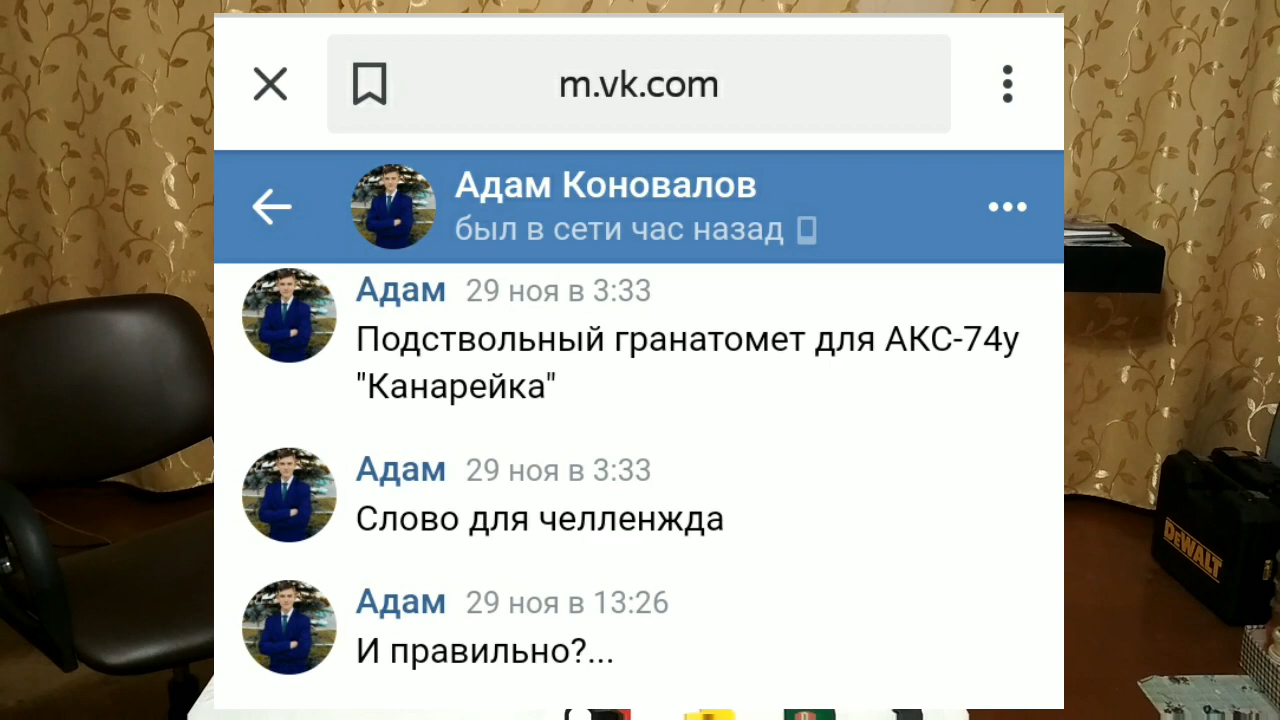 m.vk.com
Адам Коновалов
был в сети час назад
Адам 29 ноя в 3:33
Подствольный гранатомет для АКС-74у
"Канарейка"
Адам 29 ноя в 3:33
Слово для челленжда
Адам 29 ноя в 13:26
И правильно?...
DEWALT